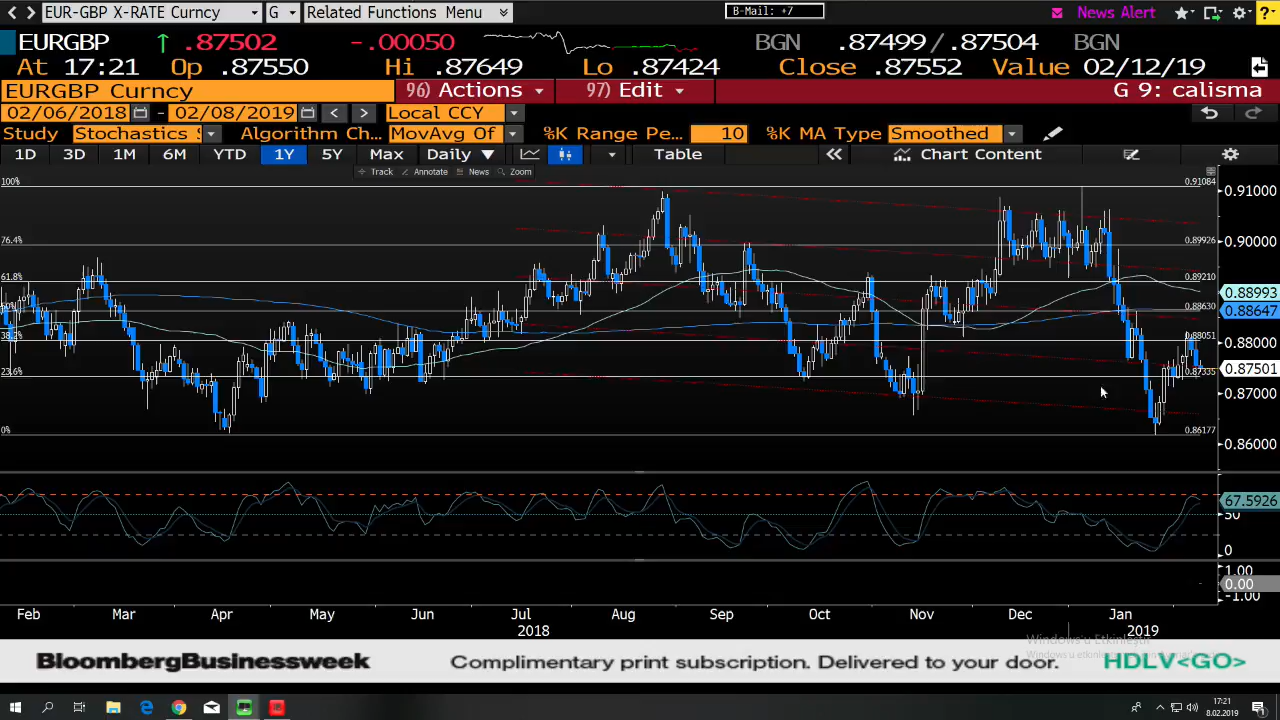 EUR-GBP X-RATE Curncy G Related Functions Menu B-Mail: +7 News Alert ?
EURGBP ↑ .87502 -.00050 BGN .87499/.87504 BGN
At 17:21 Op .87550 Hi .87649 Lo .87424 Close .87552 Value 02/12/19
EURGBP Curncy 96) Actions 97) Edit G 9: calisma
02/06/2018 - 02/08/2019 < > Local CCY
Study Stochastics S Algorithm Ch… MovAvg Of %K Range Pe… 10 %K MA Type Smoothed
1D 3D 1M 6M YTD 1Y 5Y Max Daily ▼ Table « Chart Content
Track Annotate News Zoom
100% 0.91084
0.91000
76.4% 0.89926 0.90000
61.8% 0.89210
0.88993
0.88630 0.88647
38.2% 0.88051 0.88000
23.6% 0.87335 0.87501
0.87000
0% 0.86177
0.86000
67.5926
50
0
1.00
0.00
-1.00
Feb Mar Apr May Jun Jul Aug Sep Oct Nov Dec Jan
2018 2019
Windows'u Etkinleştir
BloombergBusinessweek Complimentary print subscription. Delivered to your door. HDLV<GO>
17:21
8.02.2019